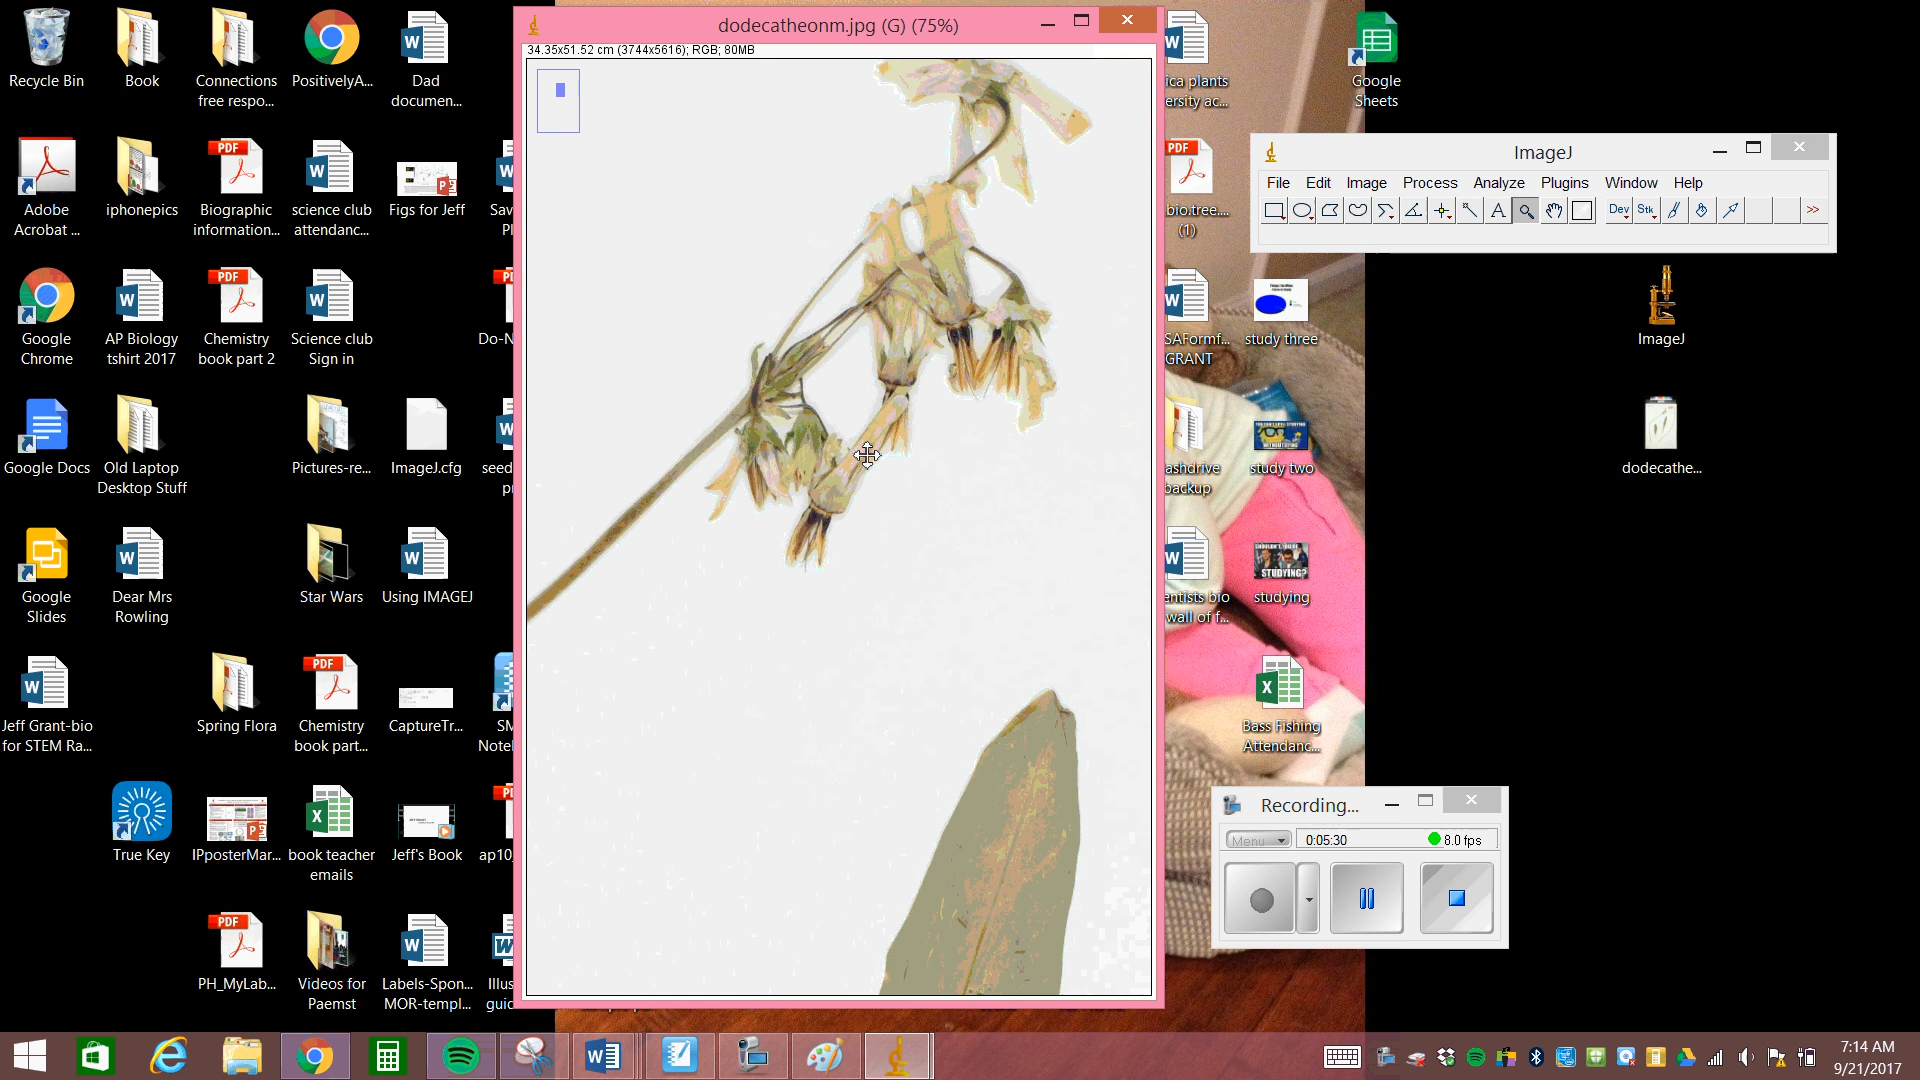 Recycle Bin
Book
Connections
free respo...
PositivelyA...
Dad
documen...
Adobe
Acrobat ...
iphonepics
Biographic
information...
science club
attendanc...
Figs for Jeff
Google
Chrome
AP Biology
tshirt 2017
Chemistry
book part 2
Science club
Sign in
Do-N
Google Docs
Old Laptop
Desktop Stuff
Pictures-re...
ImageJ.cfg
seed
Google
Slides
Dear Mrs
Rowling
Star Wars
Using IMAGEJ
Jeff Grant-bio
for STEM Ra...
Spring Flora
Chemistry
book part...
CaptureTr...
SM
Notel
True Key
IPposterMar...
book teacher
emails
Jeff's Book
ap10
PH_MyLab...
Videos for
Paemst
Labels-Spon...
MOR-templ...
Illus
guic
dodecatheonm.jpg (G) (75%)
34.35x51.52 cm (3744x5616); RGB; 80MB
ica plants
ersity ac...
Google
Sheets
bio.tree....
(1)
SAFormf...
GRANT
study three
ashdrive
backup
study two
entists bio
wall of f...
studying
Bass Fishing
Attendanc...
ImageJ
File Edit Image Process Analyze Plugins Window Help
Dev Stk >>
ImageJ
dodecathe...
Recording...
Menu 0:05:30 8.0 fps
7:14 AM
9/21/2017